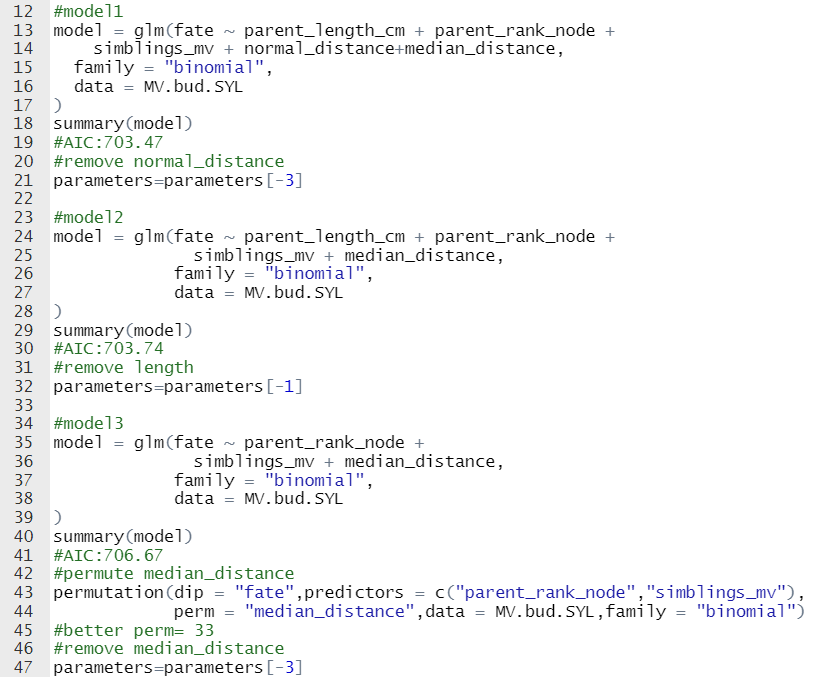 12 #model1
13 model = glm(fate ~ parent_length_cm + parent_rank_node +
14     simblings_mv + normal_distance+median_distance,
15   family = "binomial",
16   data = MV.bud.SYL
17 )
18 summary(model)
19 #AIC:703.47
20 #remove normal_distance
21 parameters=parameters[-3]
22
23 #model2
24 model = glm(fate ~ parent_length_cm + parent_rank_node +
25               simblings_mv + median_distance,
26             family = "binomial",
27             data = MV.bud.SYL
28 )
29 summary(model)
30 #AIC:703.74
31 #remove length
32 parameters=parameters[-1]
33
34 #model3
35 model = glm(fate ~ parent_rank_node +
36               simblings_mv + median_distance,
37             family = "binomial",
38             data = MV.bud.SYL
39 )
40 summary(model)
41 #AIC:706.67
42 #permute median_distance
43 permutation(dip = "fate",predictors = c("parent_rank_node","simblings_mv"),
44             perm = "median_distance",data = MV.bud.SYL,family = "binomial")
45 #better perm= 33
46 #remove median_distance
47 parameters=parameters[-3]